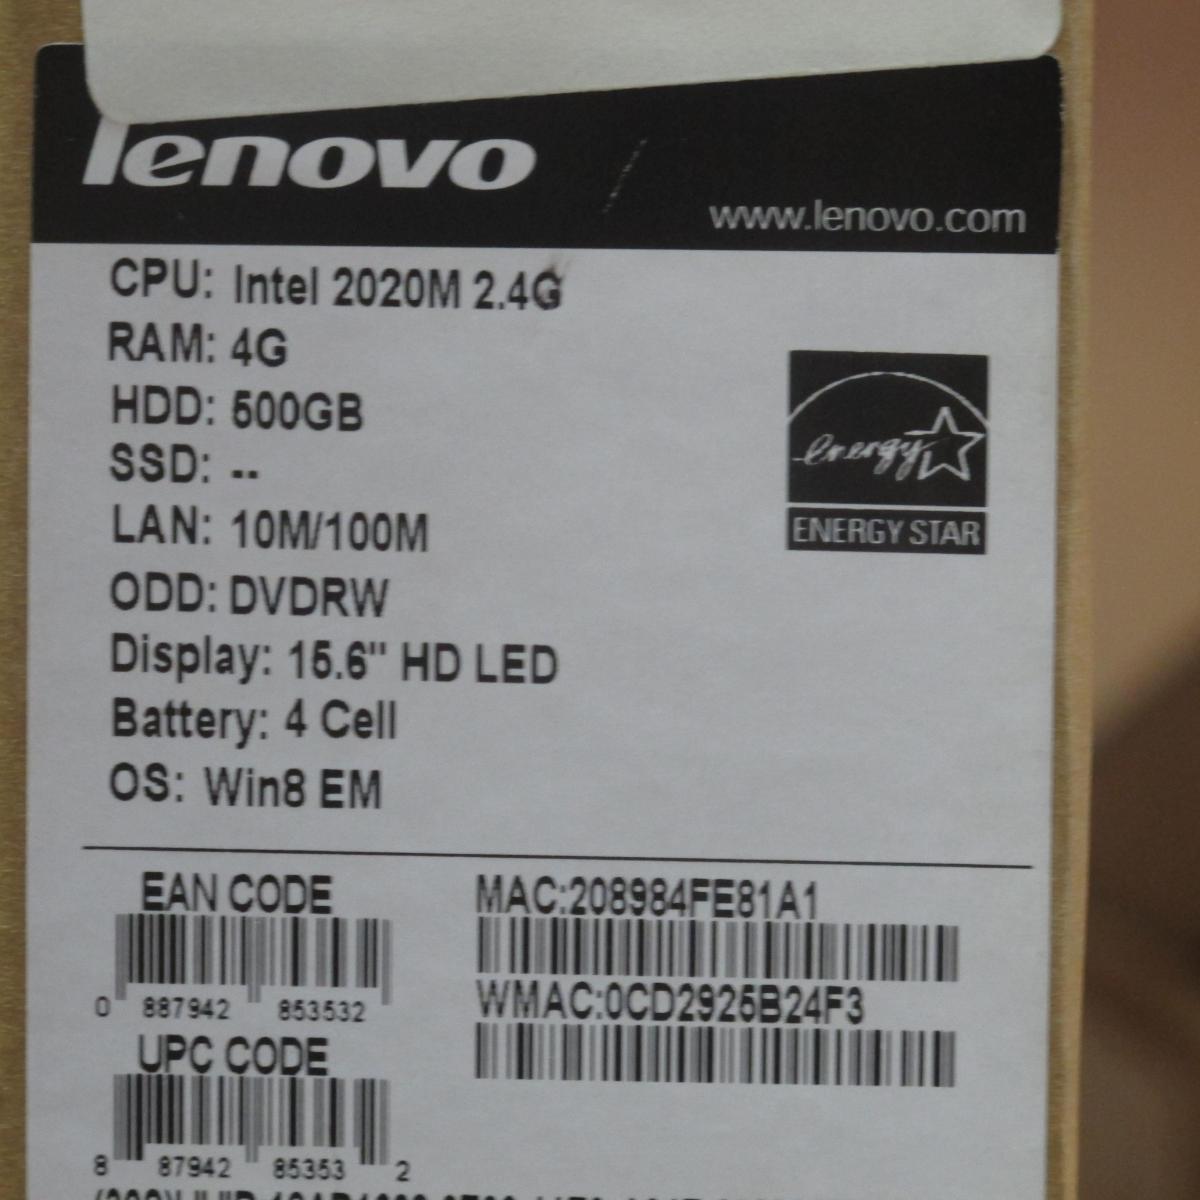 lenovo
www.lenovo.com
CPU: Intel 2020M 2.4G
RAM: 4G
HDD: 500GB
SSD: --
LAN: 10M/100M
ODD: DVDRW
Display: 15.6" HD LED
Battery: 4 Cell
OS: Win8 EM
energy
ENERGY STAR
EAN CODE
0 887942 853532
UPC CODE
8 87942 85353 2
MAC:208984FE81A1
WMAC:0CD2925B24F3